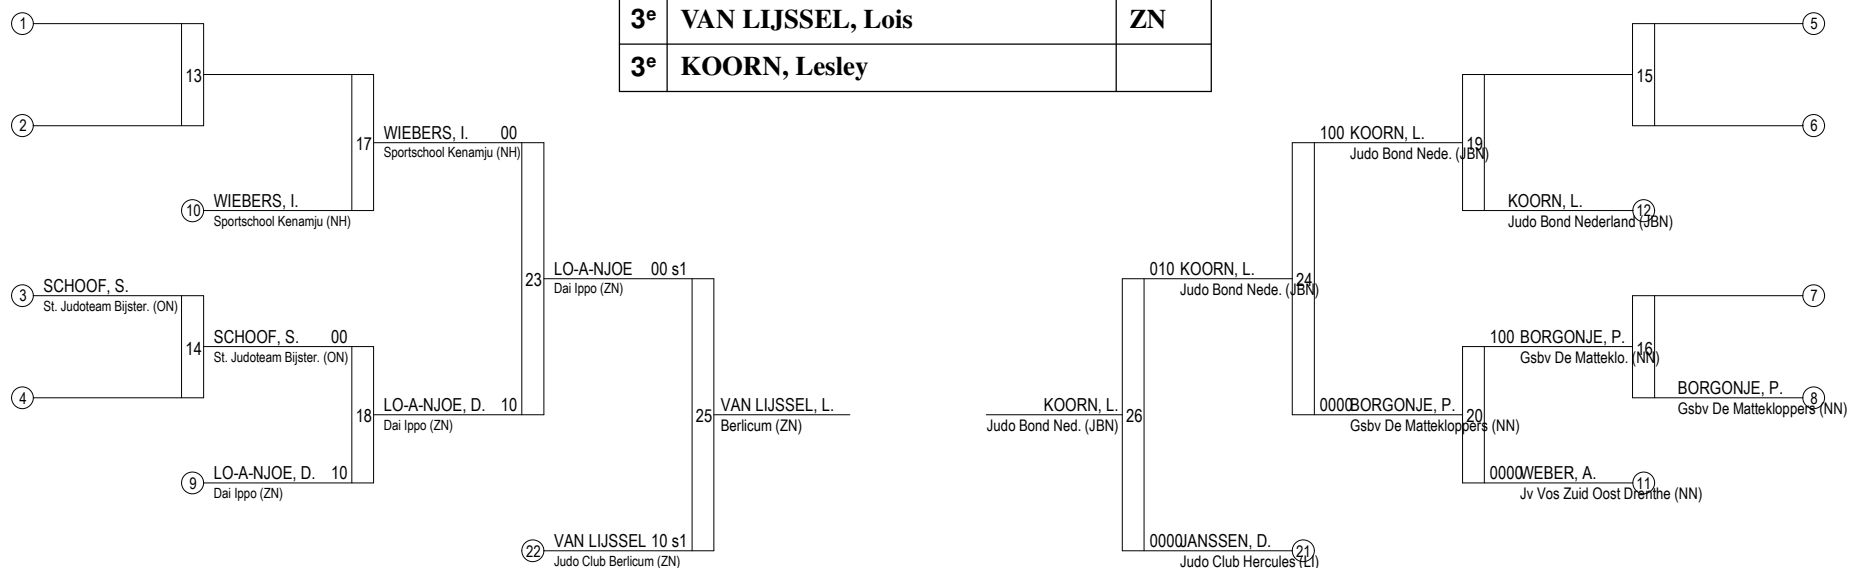 3e VAN LIJSSEL, Lois ZN
3e KOORN, Lesley
1
13
2
17
WIEBERS, I. 00
Sportschool Kenamju (NH)
10
WIEBERS, I.
Sportschool Kenamju (NH)
23
LO-A-NJOE 00 s1
Dai Ippo (ZN)
3
SCHOOF, S.
St. Judoteam Bijster. (ON)
14
SCHOOF, S. 00
St. Judoteam Bijster. (ON)
4
18
LO-A-NJOE, D. 10
Dai Ippo (ZN)
9
LO-A-NJOE, D. 10
Dai Ippo (ZN)
25
VAN LIJSSEL, L.
Berlicum (ZN)
22
VAN LIJSSEL 10 s1
Judo Club Berlicum (ZN)
5
15
6
100 KOORN, L.
Judo Bond Nede. (JBN)
19
KOORN, L.
Judo Bond Nederland (JBN)
12
010 KOORN, L.
Judo Bond Nede. (JBN)
24
7
100 BORGONJE, P.
Gsbv De Matteklo. (NN)
16
BORGONJE, P.
Gsbv De Mattekloppers (NN)
8
KOORN, L.
Judo Bond Ned. (JBN)
26
0000 BORGONJE, P.
Gsbv De Mattekloppers (NN)
20
0000 WEBER, A.
Jv Vos Zuid Oost Drenthe (NN)
11
0000 JANSSEN, D.
Judo Club Hercules (LI)
21